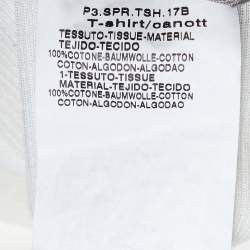 P3.SPR.TSH.17B
T-shirt/canott
TESSUTO-TISSUE-MATERIAL
TEJIDO-TECIDO
100%COTONE-BAUMWOLLE-COTTON
COTON-ALGODON-ALGODAO
1-TESSUTO-TISSUE
MATERIAL-TEJIDO-TECIDO
100%COTONE-BAUMWOLLE-COTTON
COTON-ALGODON-ALGODAO